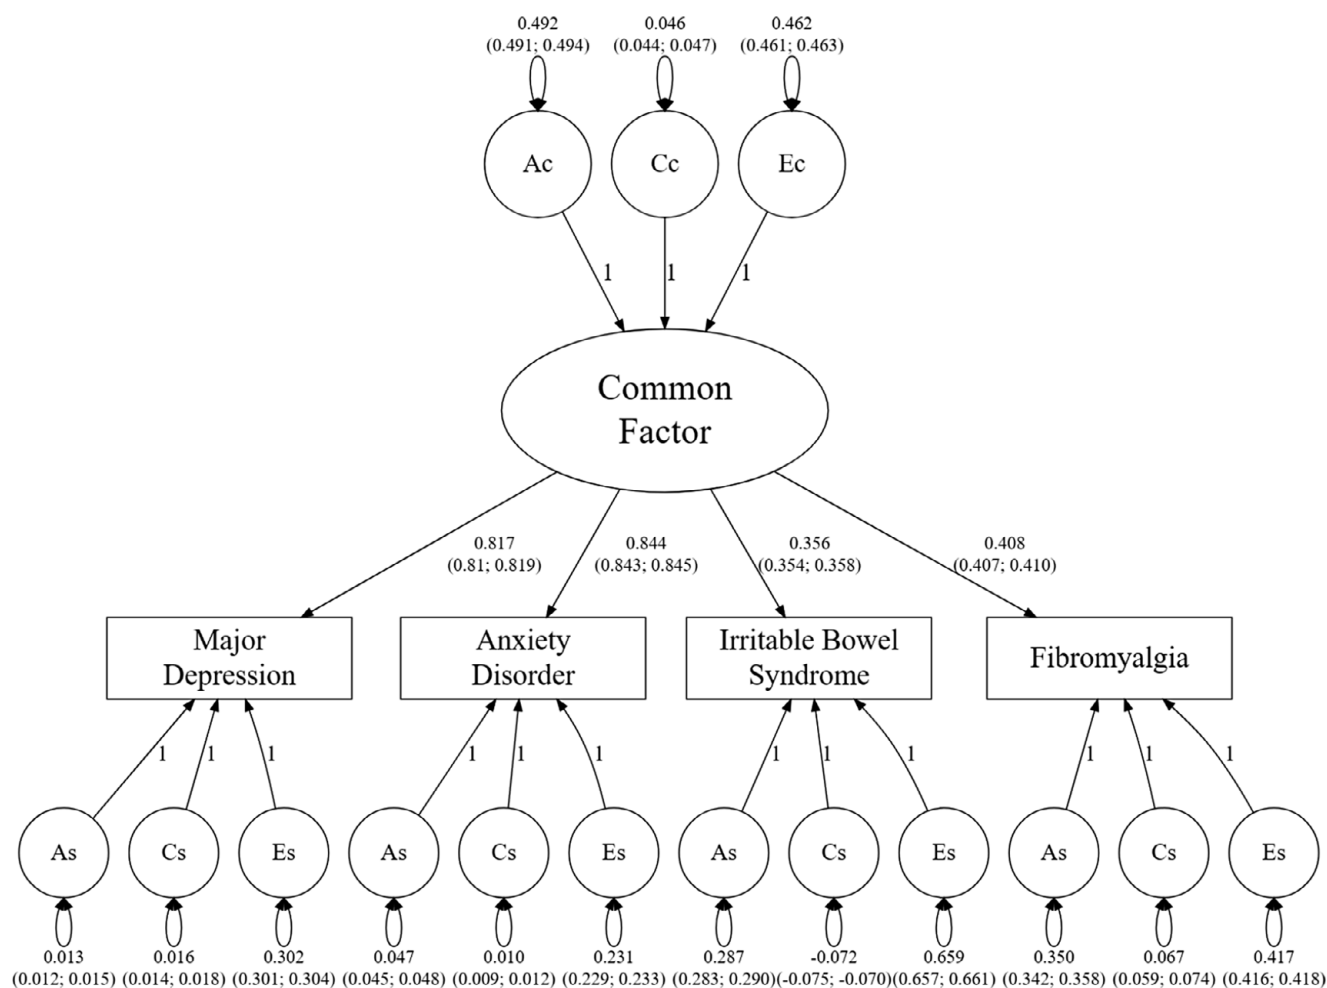 0.492 0.046 0.462
(0.491; 0.494) (0.044; 0.047) (0.461; 0.463)
Ac Cc Ec
1 1 1
Common
Factor
0.817 0.844 0.356 0.408
(0.81; 0.819) (0.843; 0.845) (0.354; 0.358) (0.407; 0.410)
Major Anxiety Irritable Bowel Fibromyalgia
Depression Disorder Syndrome
1 1 1 1 1 1 1 1 1 1 1 1
As Cs Es As Cs Es As Cs Es As Cs Es
0.013 0.016 0.302 0.047 0.010 0.231 0.287 -0.072 0.659 0.350 0.067 0.417
(0.012; 0.015) (0.014; 0.018) (0.301; 0.304) (0.045; 0.048) (0.009; 0.012) (0.229; 0.233) (0.283; 0.290) (-0.075; -0.070) (0.657; 0.661) (0.342; 0.358) (0.059; 0.074) (0.416; 0.418)